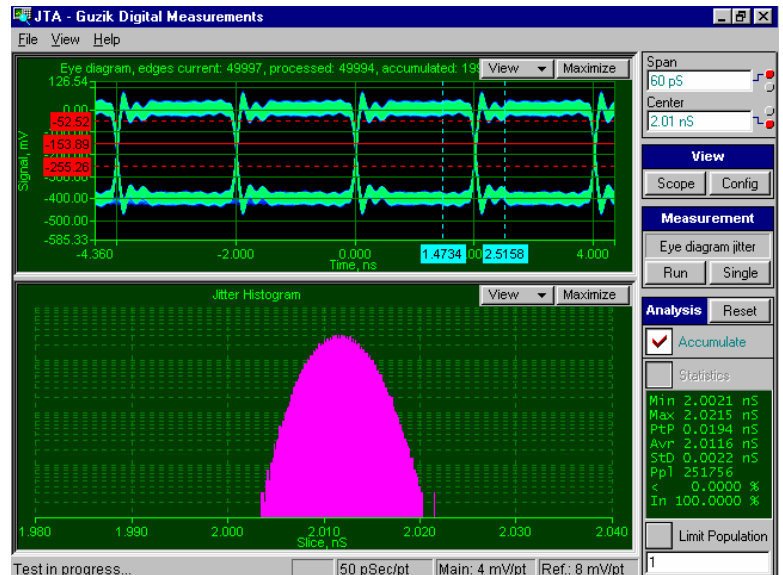 JTA - Guzik Digital Measurements
File View Help
Eye diagram, edges current: 49997, processed: 49994, accumulated: 199
View Maximize
126.54
0.00
-52.52
-153.89
-255.26
-300.00
-400.00
-500.00
-585.33
Signal, mV
-4.360 -2.000 0.000 1.4734 00 2.5158 4.000
Time, ns
Jitter Histogram
View Maximize
1.980 1.990 2.000 2.010 2.020 2.030 2.040
Slice, nS
Span
60 pS
Center
2.01 nS
View
Scope Config
Measurement
Eye diagram jitter
Run Single
Analysis Reset
Accumulate
Statistics
Min 2.0021 nS
Max 2.0215 nS
PtP 0.0194 nS
Avr 2.0116 nS
StD 0.0022 nS
Ppl 251756
< 0.0000 %
In 100.0000 %
Limit Population
1
Test in progress... 50 pSec/pt Main: 4 mV/pt Ref.: 8 mV/pt